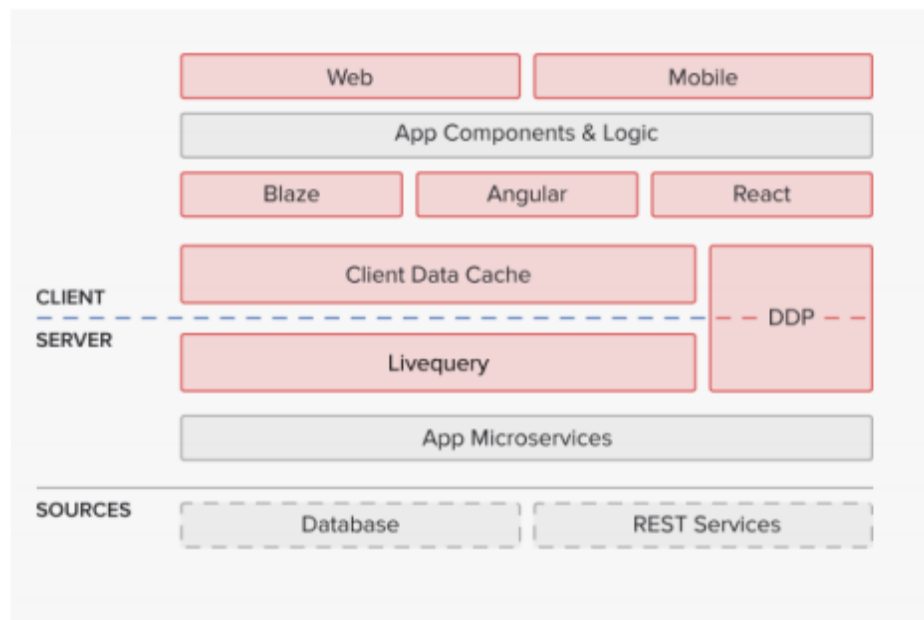 Web
Mobile
App Components & Logic
Blaze
Angular
React
Client Data Cache
CLIENT
DDP
SERVER
Livequery
App Microservices
SOURCES
Database
REST Services